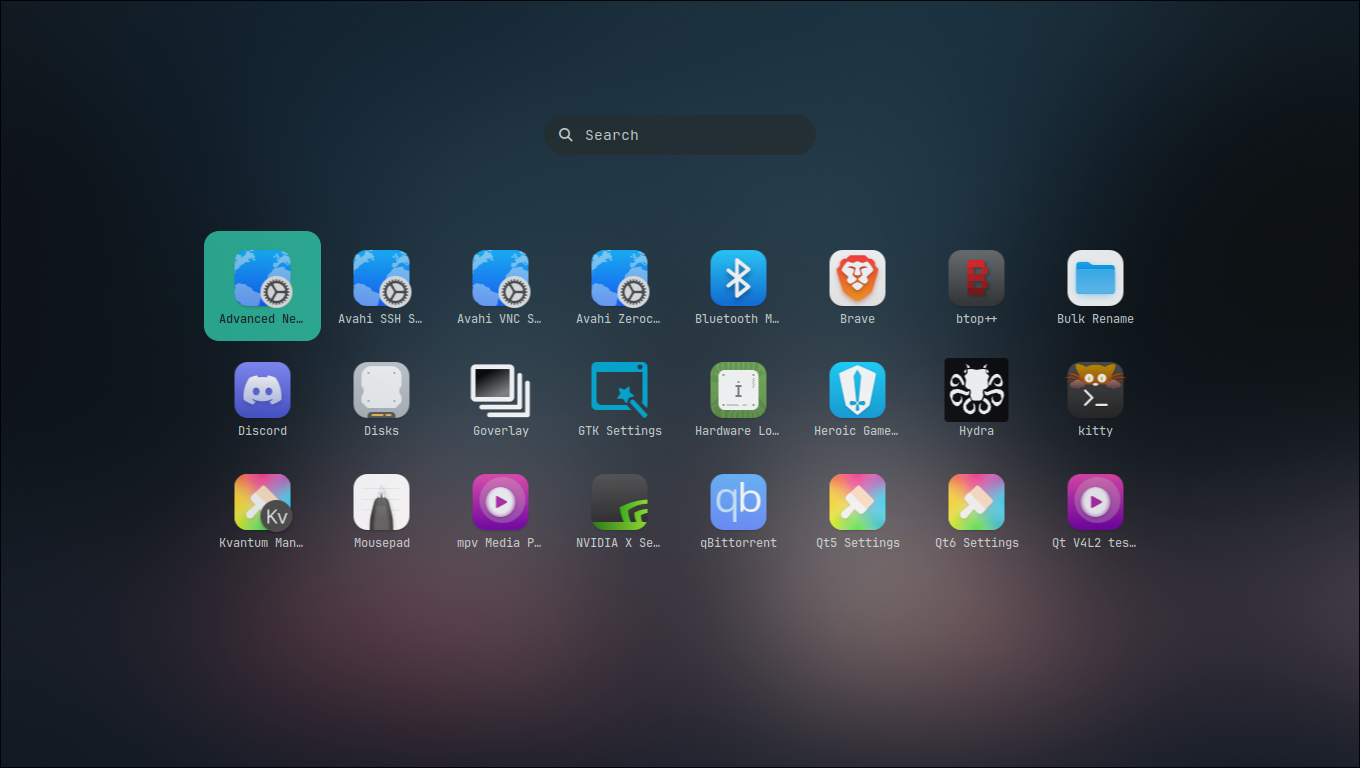 Search
Advanced Ne… Avahi SSH S… Avahi VNC S… Avahi Zeroc… Bluetooth M… Brave btop++ Bulk Rename
Discord Disks Goverlay GTK Settings Hardware Lo… Heroic Game… Hydra kitty
Kvantum Man… Mousepad mpv Media P… NVIDIA X Se… qBittorrent Qt5 Settings Qt6 Settings Qt V4L2 tes…